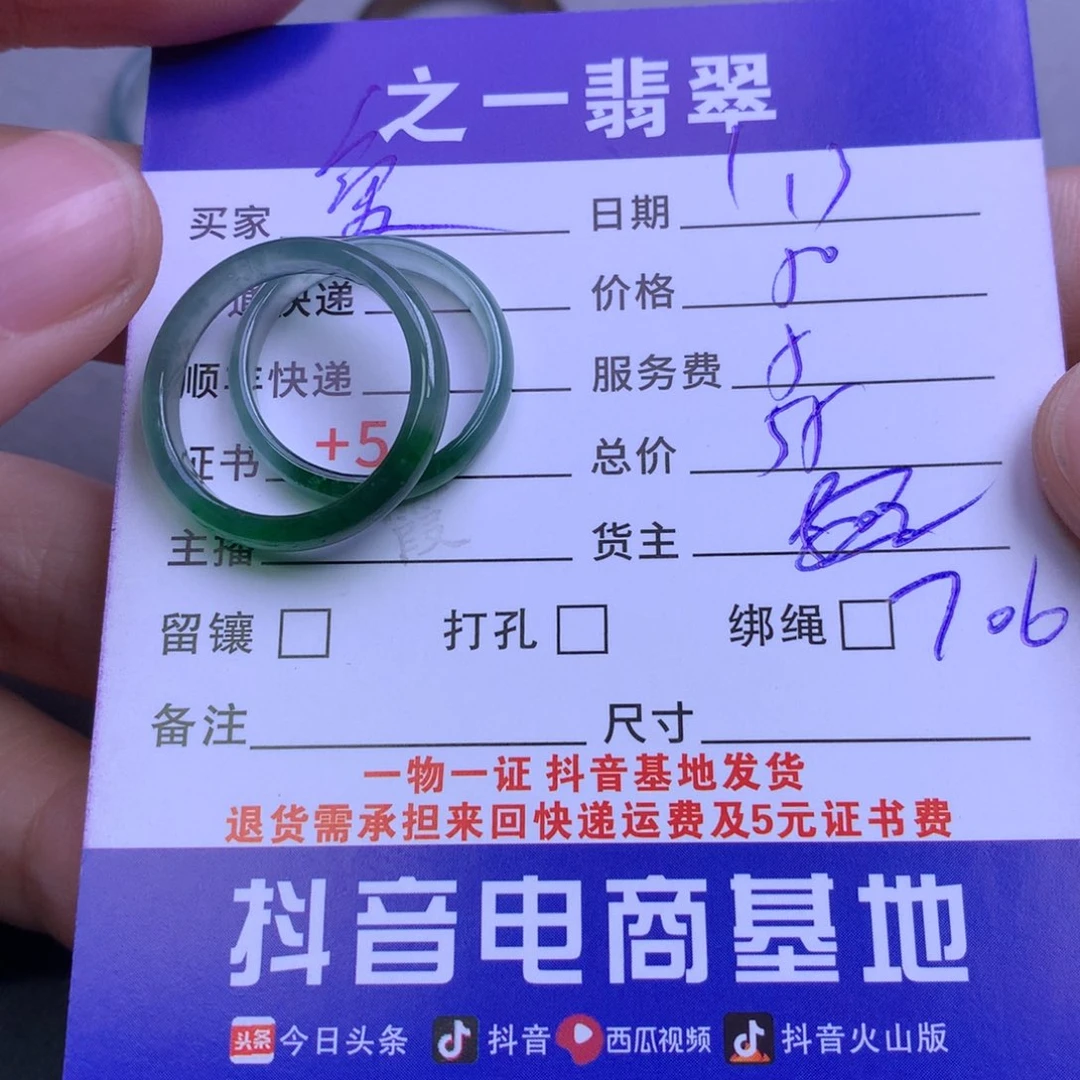 之一翡翠
买家 日期
通快递 价格
顺丰快递 服务费
证书 +5 总价
主播 霞 货主
706
留镶 打孔 绑绳
备注 尺寸
一物一证 抖音基地发货
退货需承担来回快递运费及5元证书费
抖音电商基地
头条 今日头条 抖音 西瓜视频 抖音火山版